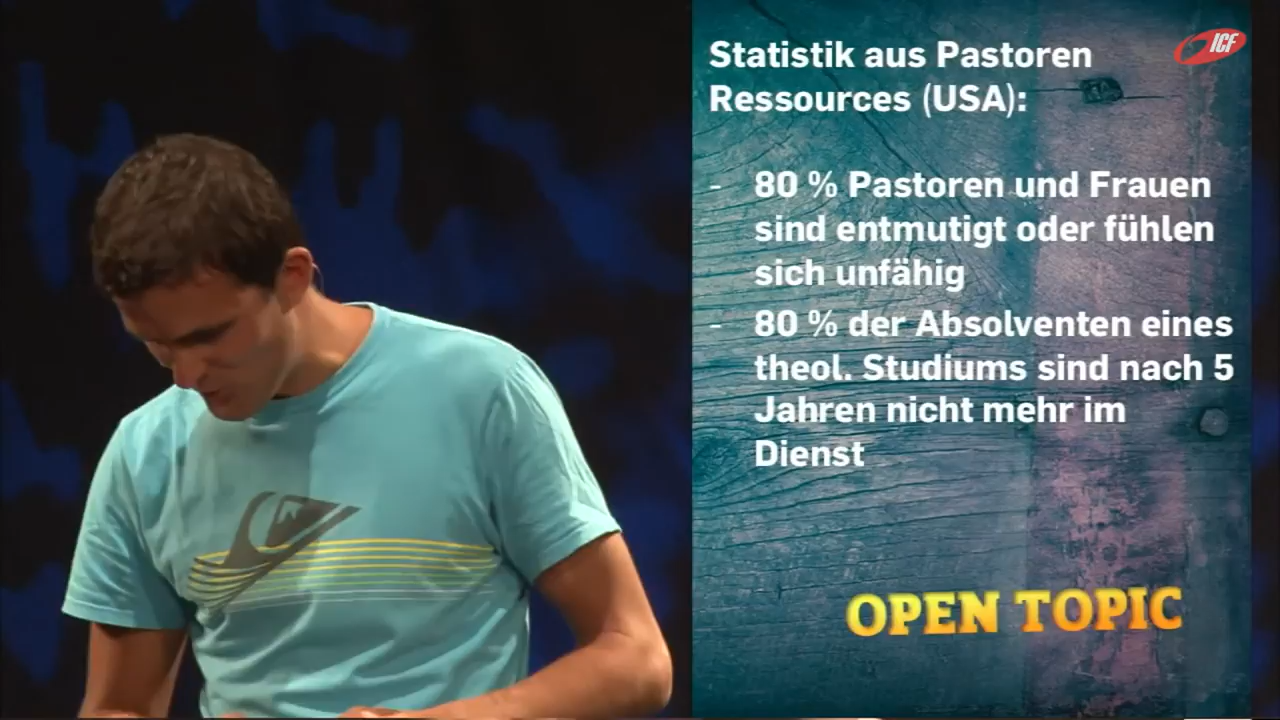 Statistik aus Pastoren
Ressources (USA):
ICF
- 80 % Pastoren und Frauen
sind entmutigt oder fühlen
sich unfähig
- 80 % der Absolventen eines
theol. Studiums sind nach 5
Jahren nicht mehr im
Dienst
OPEN TOPIC